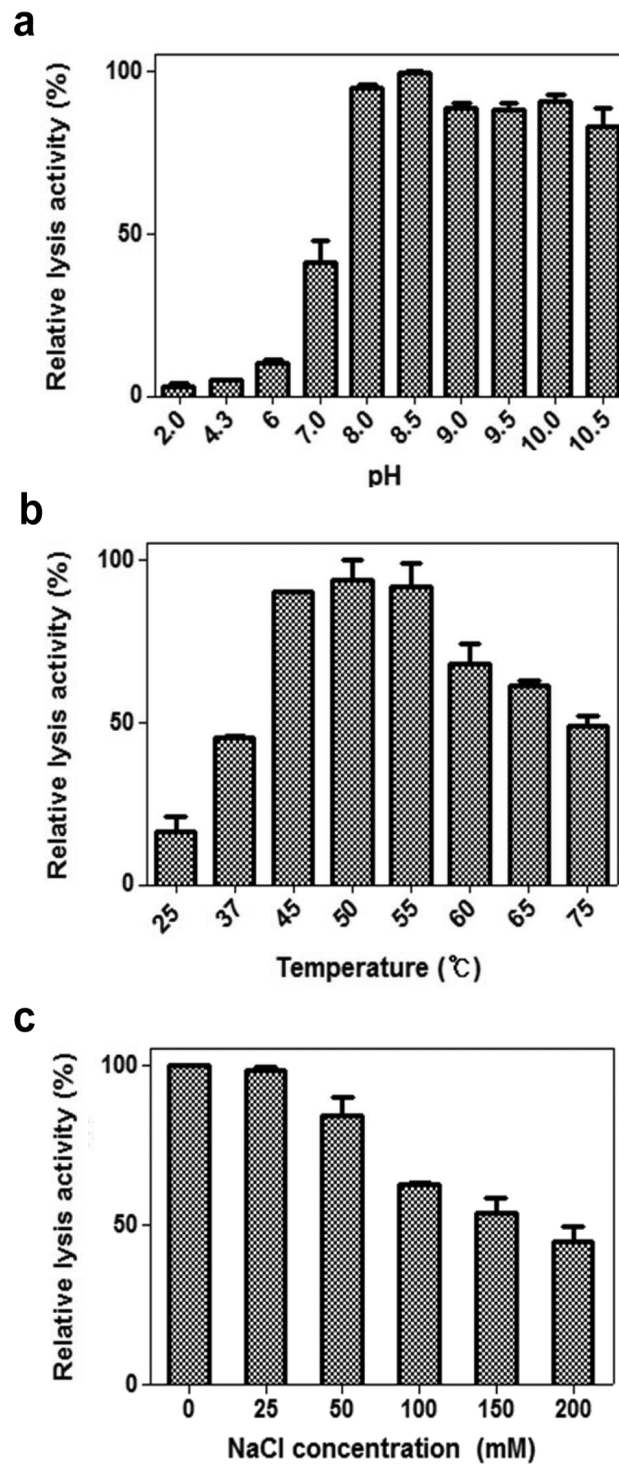 a
Relative lysis activity (%)
100
50
0
2.0 4.3 6 7.0 8.0 8.5 9.0 9.5 10.0 10.5
pH
b
Relative lysis activity (%)
100
50
0
25 37 45 50 55 60 65 75
Temperature (℃)
c
Relative lysis activity (%)
100
50
0
0 25 50 100 150 200
NaCl concentration (mM)